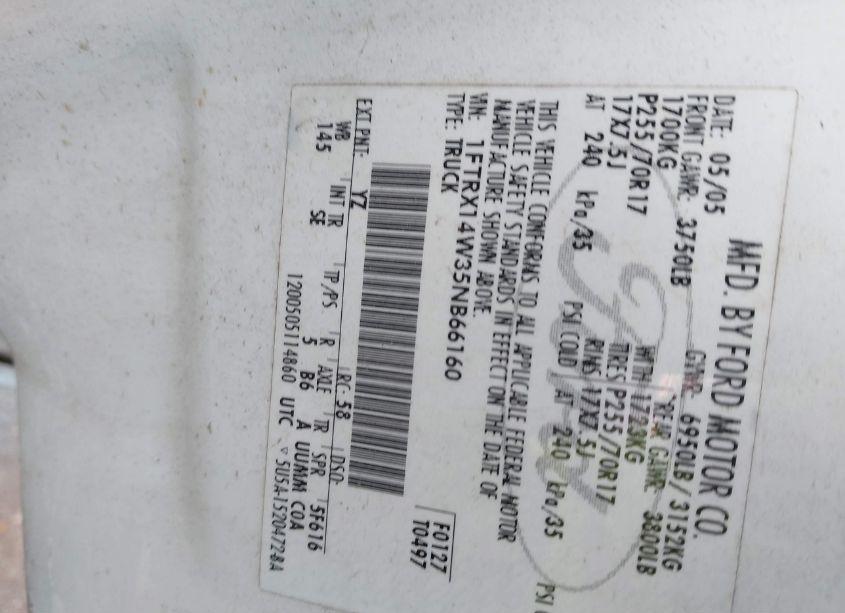 MFD. BY FORD MOTOR CO.
DATE: 05/05 GVWR: 6950LB/3152KG
FRONT GAWR: 3750LB REAR GAWR: 3800LB
1700KG WITH 1723KG
P255/70R17 TIRES P255/70R17
17X7.5J RIMS 17X7.5J
AT 240 kPa/35 PSI COLD AT 240 kPa/35 PSI
THIS VEHICLE CONFORMS TO ALL APPLICABLE FEDERAL MOTOR
VEHICLE SAFETY STANDARDS IN EFFECT ON THE DATE OF
MANUFACTURE SHOWN ABOVE.
VIN: 1FTRX14W35NB66160
TYPE: TRUCK
F0127
T0497
EXT PNT: YZ RC: 58 DSO:
WB INT TR TP/PS R AXLE TR SPR 5F616
145 SE 5 B6 A UUMM COA
1200505114860 UTC